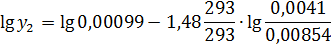 lg y₂ = lg 0,00099 − 1,48 293/293 · lg 0,0041/0,00854